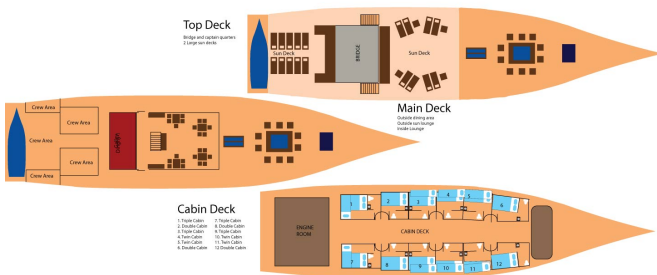 Top Deck
Bridge and captain quarters
2 Large sun decks
Sun Deck
BRIDGE
Sun Deck
Main Deck
Outside dining area
Outside sun lounge
Inside Lounge
Crew Area
Crew Area
Crew Area
Crew Area
Crew Area
Cabin Deck
1. Triple Cabin
2. Double Cabin
3. Triple Cabin
4. Twin Cabin
5. Twin Cabin
6. Double Cabin
7. Triple Cabin
8. Double Cabin
9. Triple Cabin
10. Twin Cabin
11. Twin Cabin
12 Double Cabin
ENGINE
ROOM
CABIN DECK
1
2
3
4
5
6
7
8
9
10
11
12